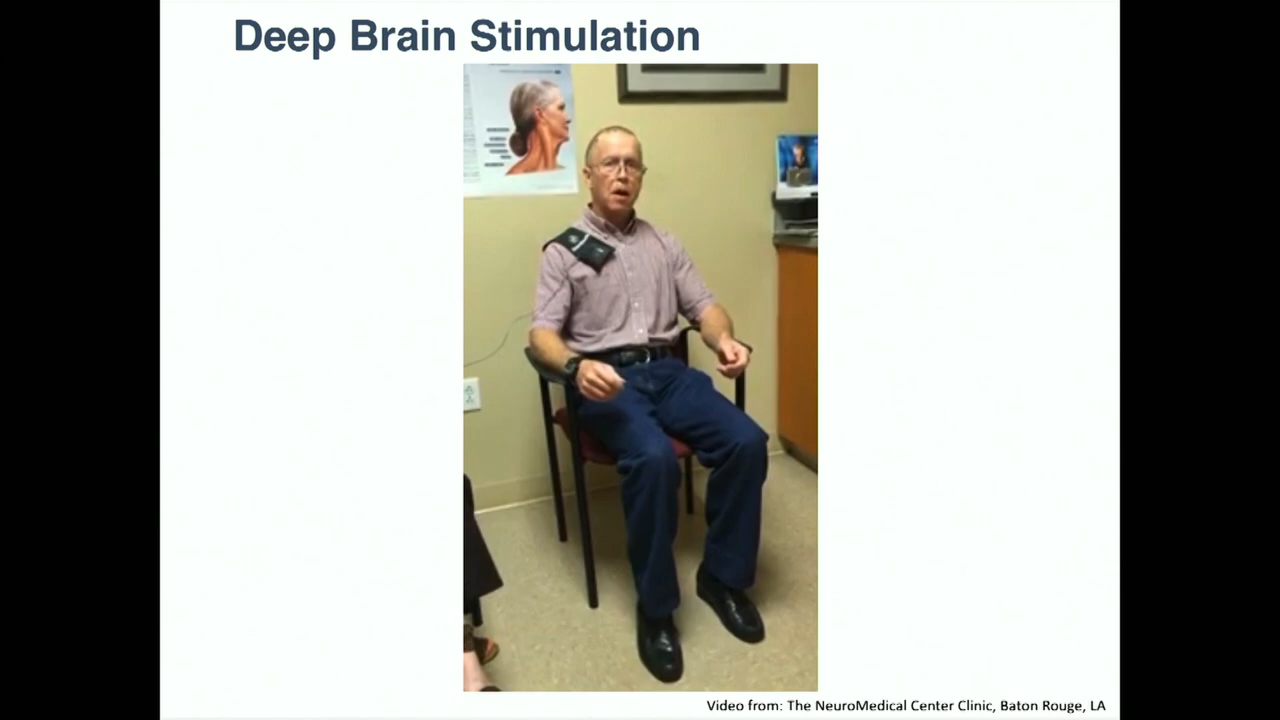 Deep Brain Stimulation
Video from: The NeuroMedical Center Clinic, Baton Rouge, LA